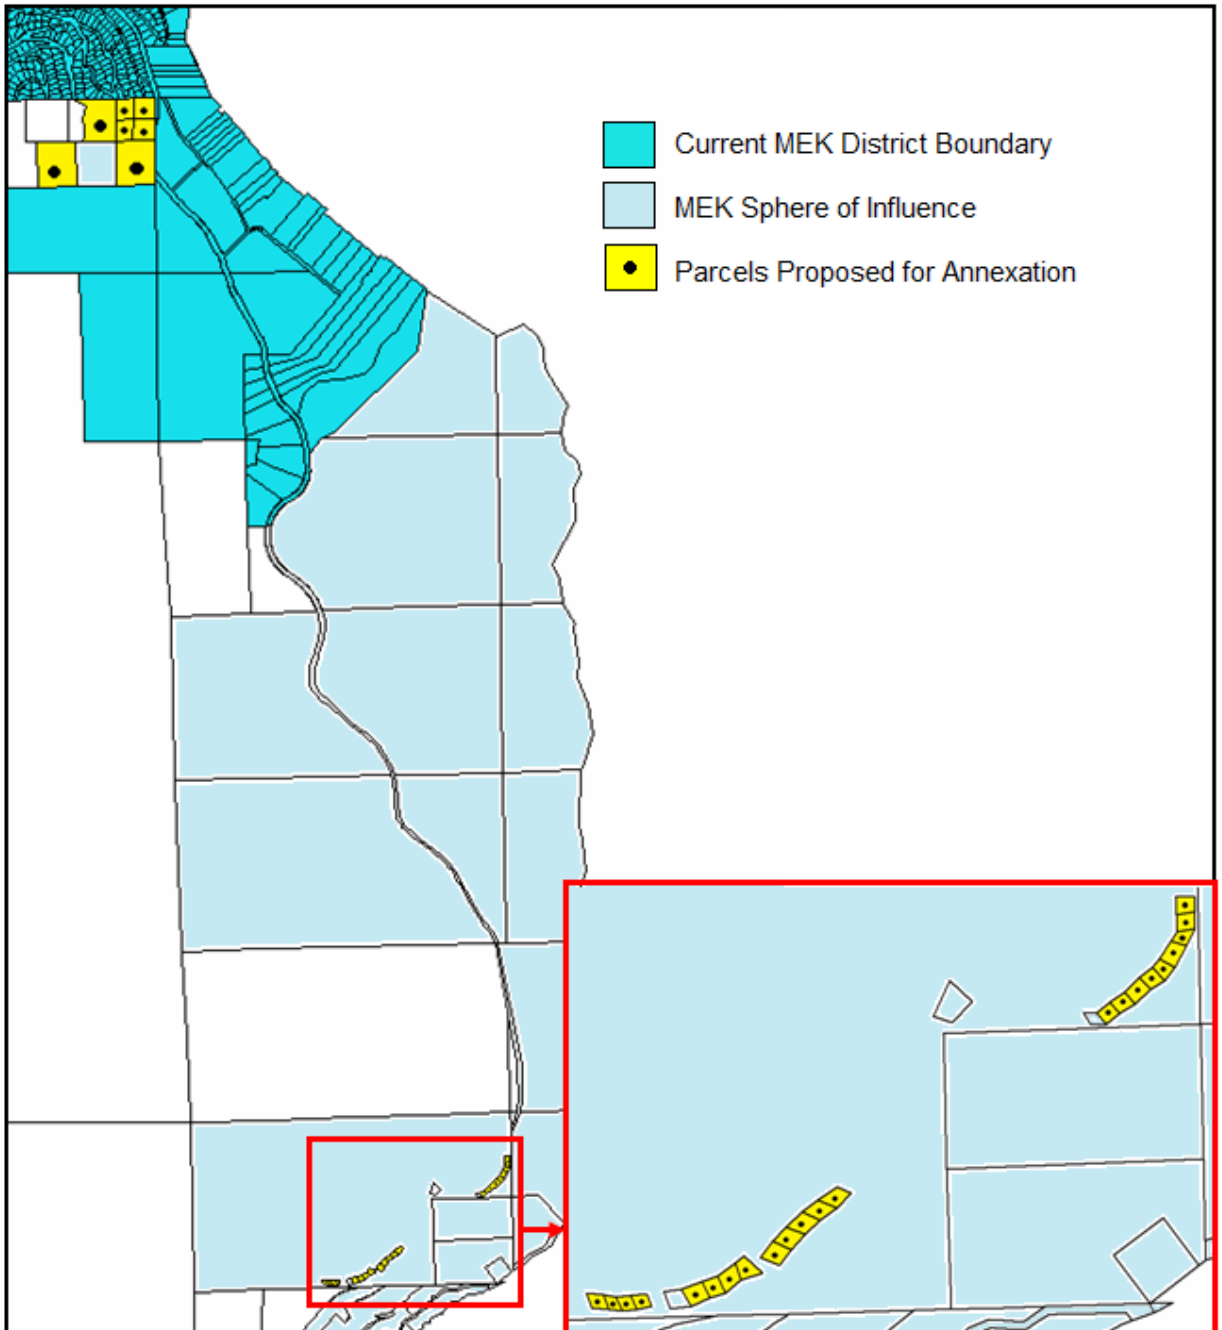 Current MEK District Boundary
MEK Sphere of Influence
Parcels Proposed for Annexation